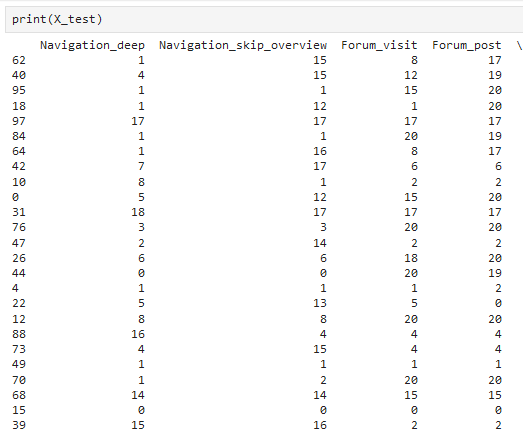 print(X_test)
Navigation_deep Navigation_skip_overview Forum_visit Forum_post \
62 1 15 8 17
40 4 15 12 19
95 1 1 15 20
18 1 12 1 20
97 17 17 17 17
84 1 1 20 19
64 1 16 8 17
42 7 17 6 6
10 8 1 2 2
0 5 12 15 20
31 18 17 17 17
76 3 3 20 20
47 2 14 2 2
26 6 6 18 20
44 0 0 20 19
4 1 1 1 2
22 5 13 5 0
12 8 8 20 20
88 16 4 4 4
73 4 15 4 4
49 1 1 1 1
70 1 2 20 20
68 14 14 15 15
15 0 0 0 0
39 15 16 2 2